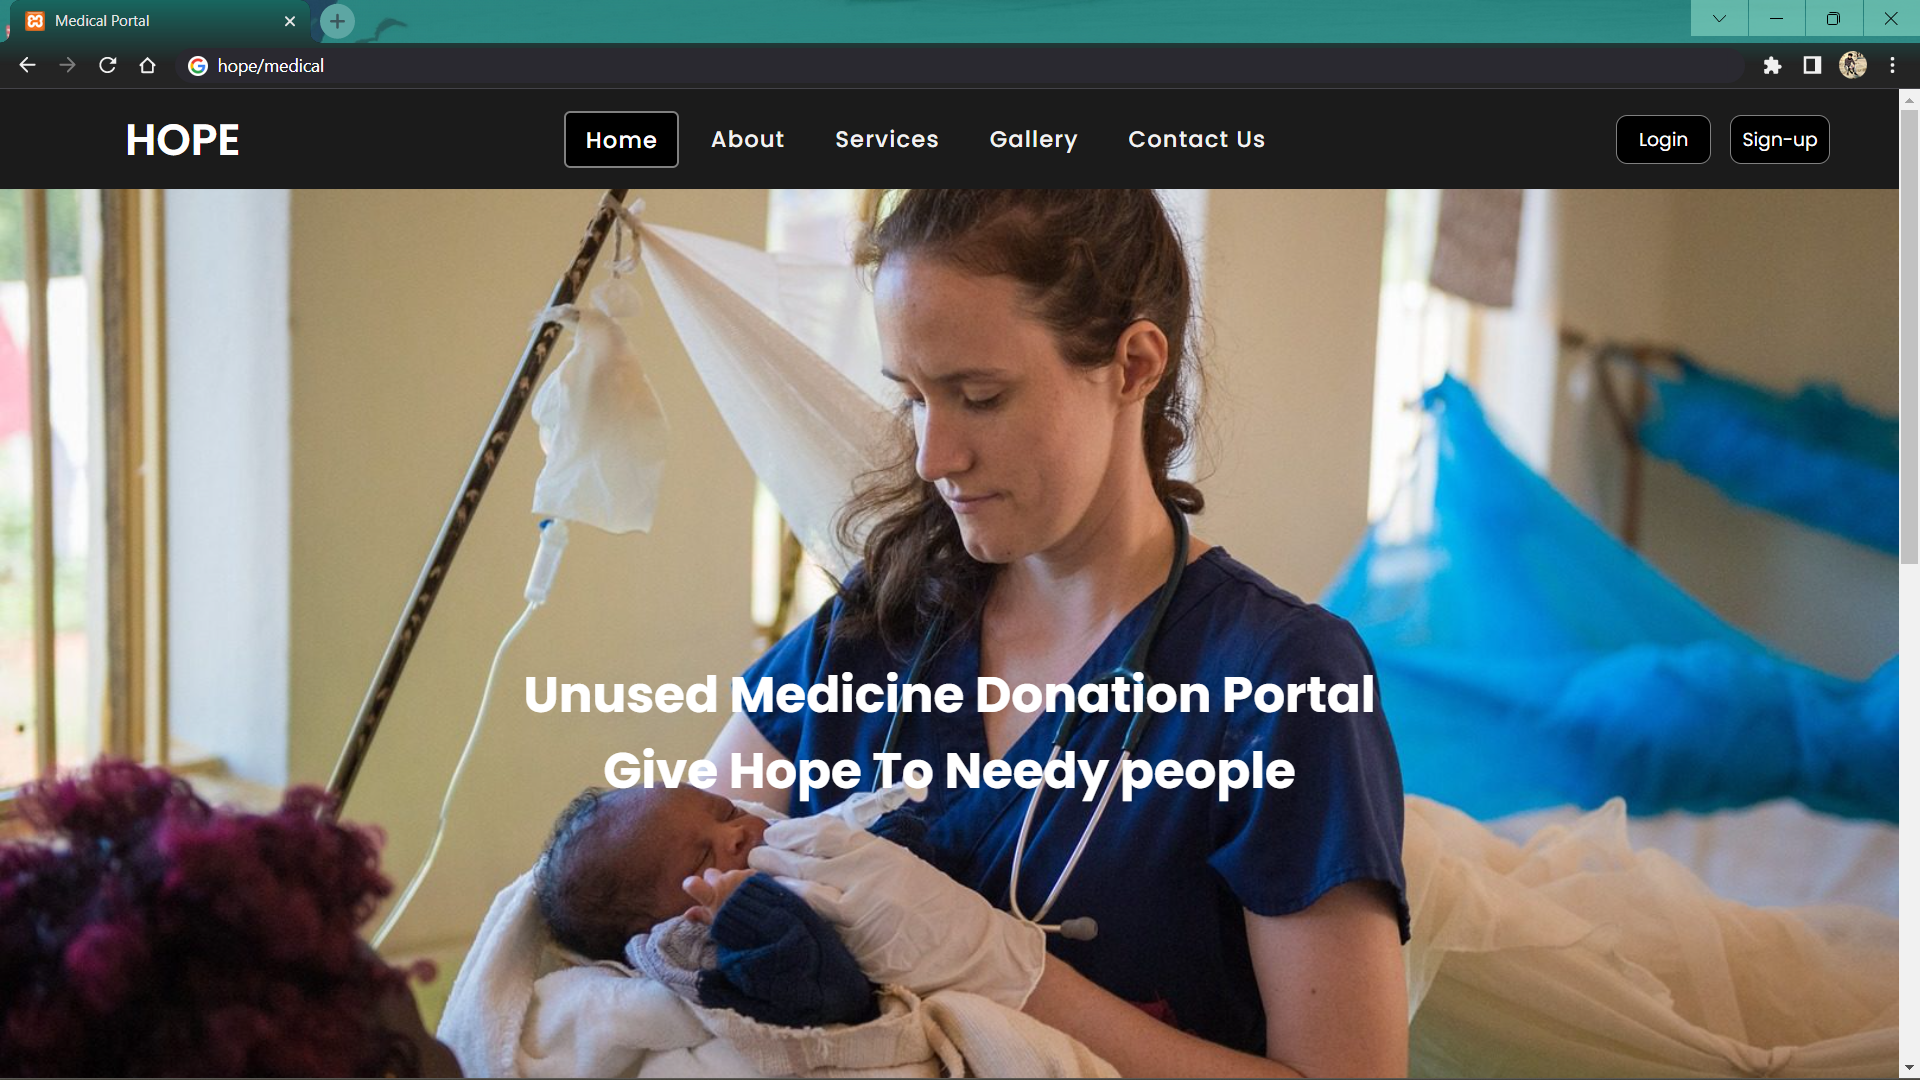 Medical Portal
hope/medical
HOPE
Home About Services Gallery Contact Us
Login Sign-up
Unused Medicine Donation Portal
Give Hope To Needy people